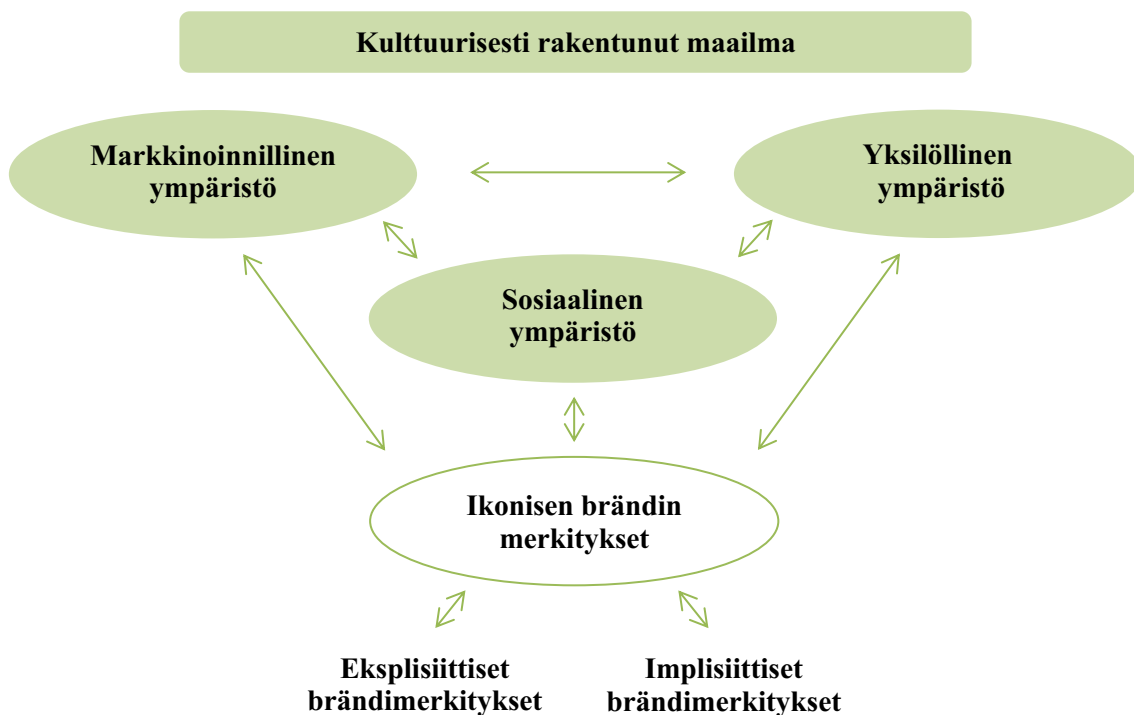 Kulttuurisesti rakentunut maailma
Markkinoinnillinen
ympäristö
Yksilöllinen
ympäristö
Sosiaalinen
ympäristö
Ikonisen brändin
merkitykset
Eksplisiittiset
brändimerkitykset
Implisiittiset
brändimerkitykset